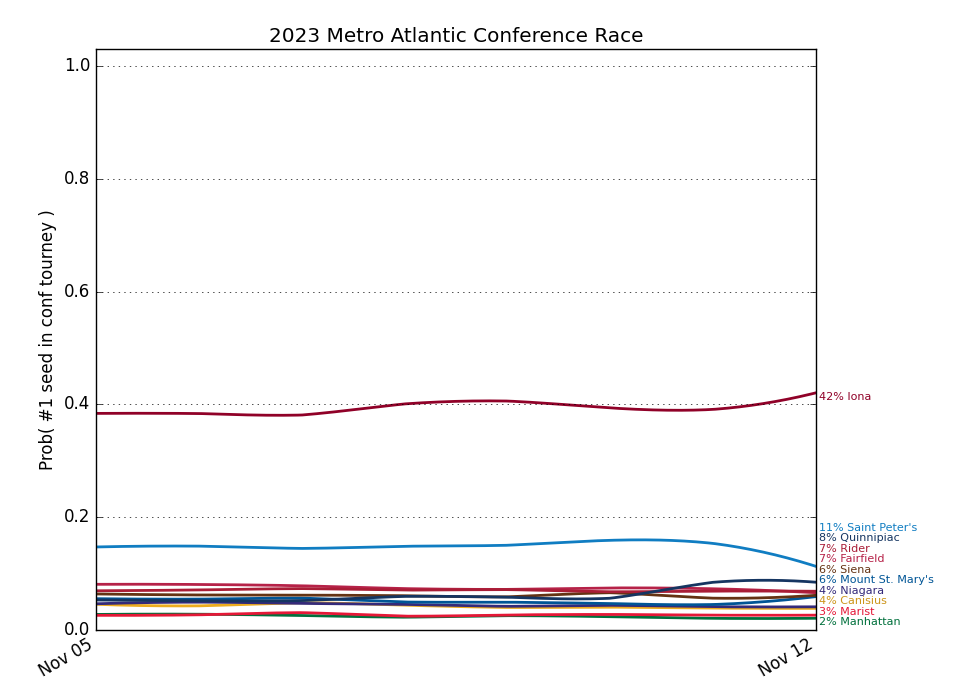 2023 Metro Atlantic Conference Race
Prob( #1 seed in conf tourney )
1.0
0.8
0.6
0.4
0.2
0.0
Nov 05
Nov 12
42% Iona
11% Saint Peter's
8% Quinnipiac
7% Rider
7% Fairfield
6% Siena
6% Mount St. Mary's
4% Niagara
4% Canisius
3% Marist
2% Manhattan